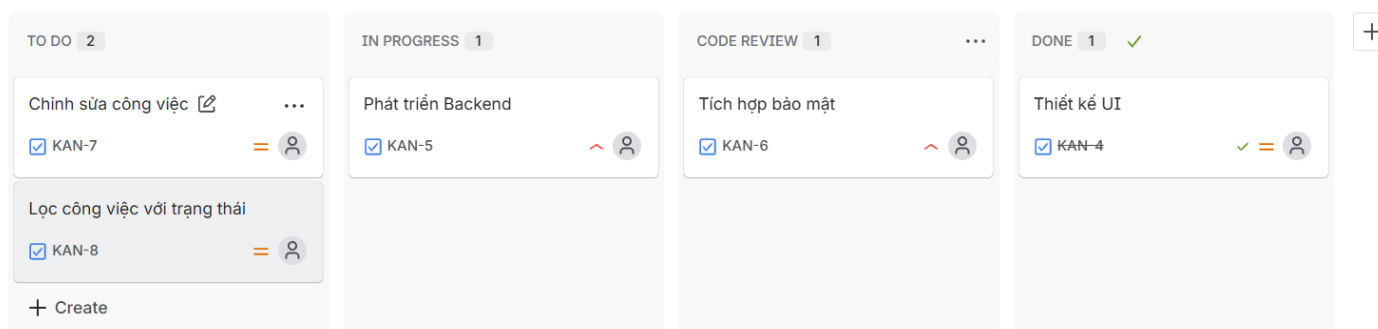 TO DO 2
Chỉnh sửa công việc
KAN-7
Lọc công việc với trạng thái
KAN-8
Create
IN PROGRESS 1
Phát triển Backend
KAN-5
CODE REVIEW 1
Tích hợp bảo mật
KAN-6
DONE 1
Thiết kế UI
KAN-4